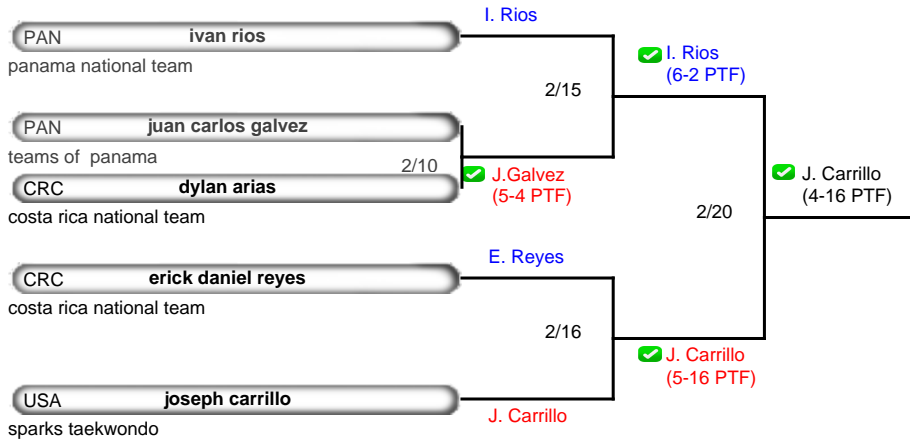 PAN ivan rios
panama national team
I. Rios
2/15
I. Rios
(6-2 PTF)
PAN juan carlos galvez
teams of  panama
2/10
J.Galvez
(5-4 PTF)
CRC dylan arias
costa rica national team
2/20
J. Carrillo
(4-16 PTF)
CRC erick daniel reyes
costa rica national team
E. Reyes
2/16
J. Carrillo
(5-16 PTF)
USA joseph carrillo
sparks taekwondo
J. Carrillo